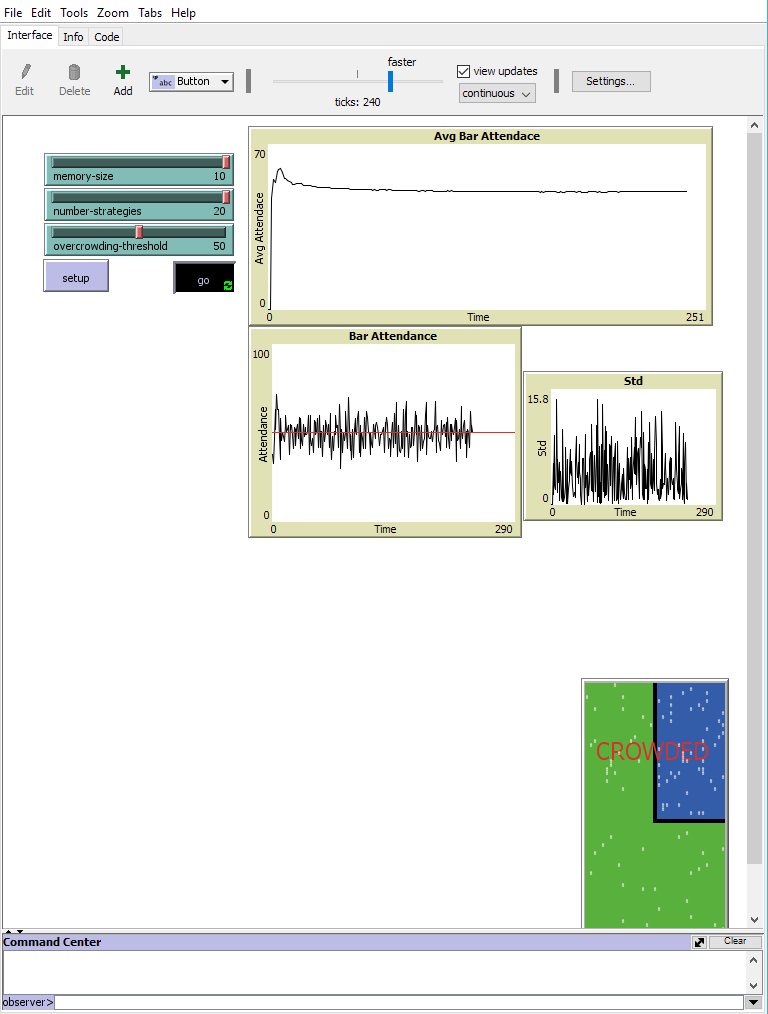 File Edit Tools Zoom Tabs Help
Interface Info Code
Edit Delete Add abc Button faster ticks: 240 view updates continuous Settings...
memory-size 10
number-strategies 20
overcrowding-threshold 50
setup go
Avg Bar Attendace
70
Avg Attendace
0
0 Time 251
Bar Attendance
100
Attendance
0
0 Time 290
Std
15.8
Std
0
0 Time 290
CROWDED
Command Center Clear
observer>